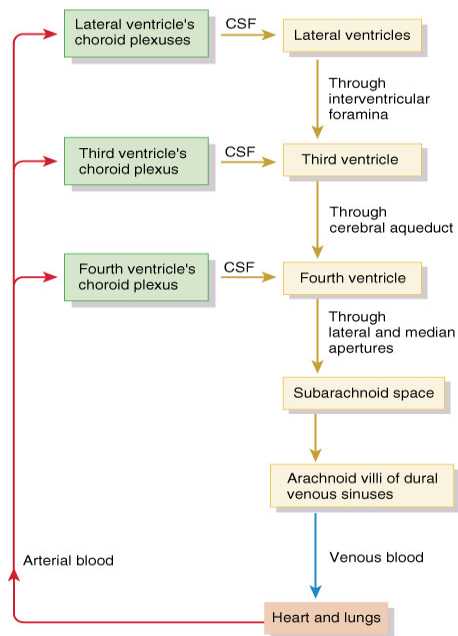 Lateral ventricle's
choroid plexuses
CSF
Lateral ventricles
Through
interventricular
foramina
Third ventricle's
choroid plexus
CSF
Third ventricle
Through
cerebral aqueduct
Fourth ventricle's
choroid plexus
CSF
Fourth ventricle
Through
lateral and median
apertures
Subarachnoid space
Arachnoid villi of dural
venous sinuses
Arterial blood
Venous blood
Heart and lungs